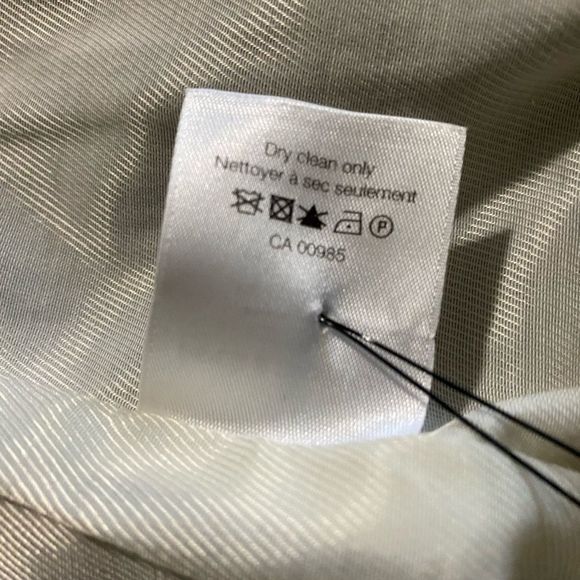 Dry clean only
Nettoyer à sec seulement
P
CA 00985